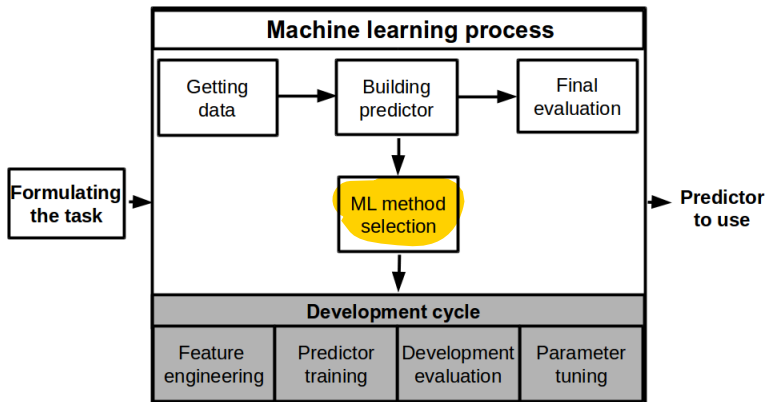 Machine learning process
Getting
data
Building
predictor
Final
evaluation
Formulating
the task
ML method
selection
Predictor
to use
Development cycle
Feature
engineering
Predictor
training
Development
evaluation
Parameter
tuning